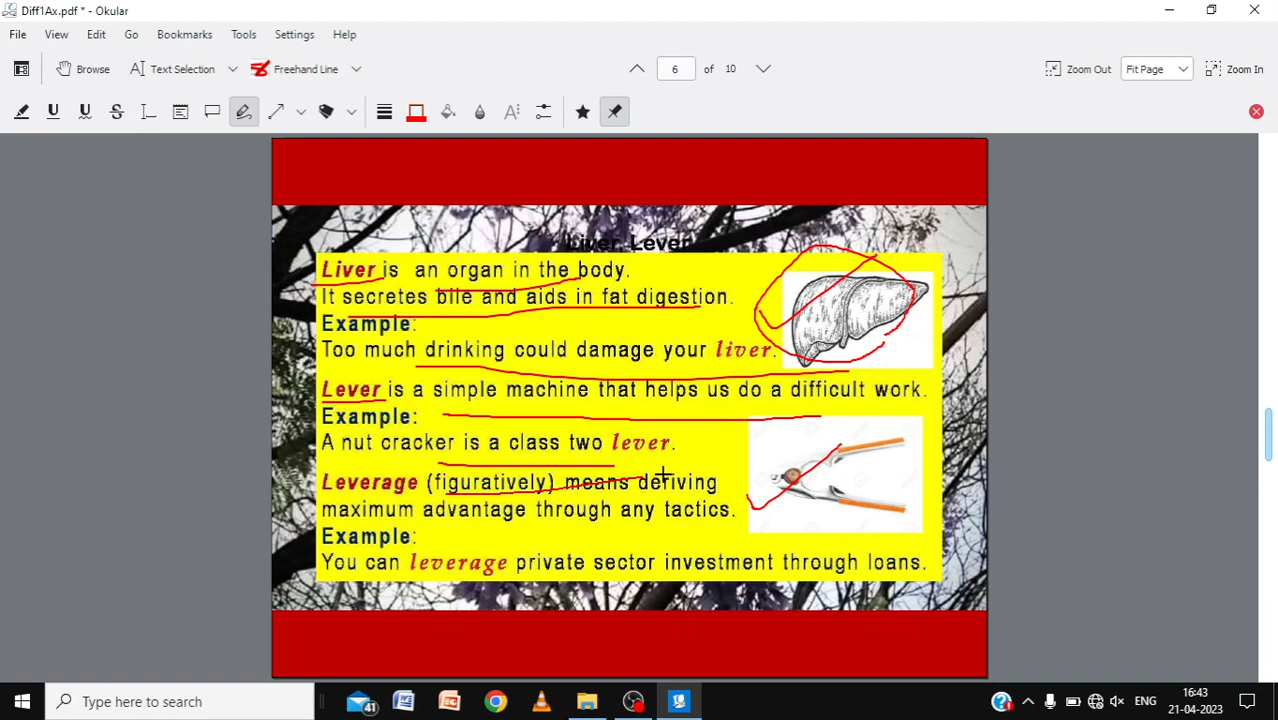 Diff1Ax.pdf * - Okular
File View Edit Go Bookmarks Tools Settings Help
Browse Text Selection Freehand Line 6 of 10 Zoom Out Fit Page Zoom In
Liver, Lever
Liver is an organ in the body.
It secretes bile and aids in fat digestion.
Example:
Too much drinking could damage your liver.
Lever is a simple machine that helps us do a difficult work.
Example:
A nut cracker is a class two lever.
Leverage (figuratively) means deriving
maximum advantage through any tactics.
Example:
You can leverage private sector investment through loans.
Type here to search
41
ENG
16:43
21-04-2023